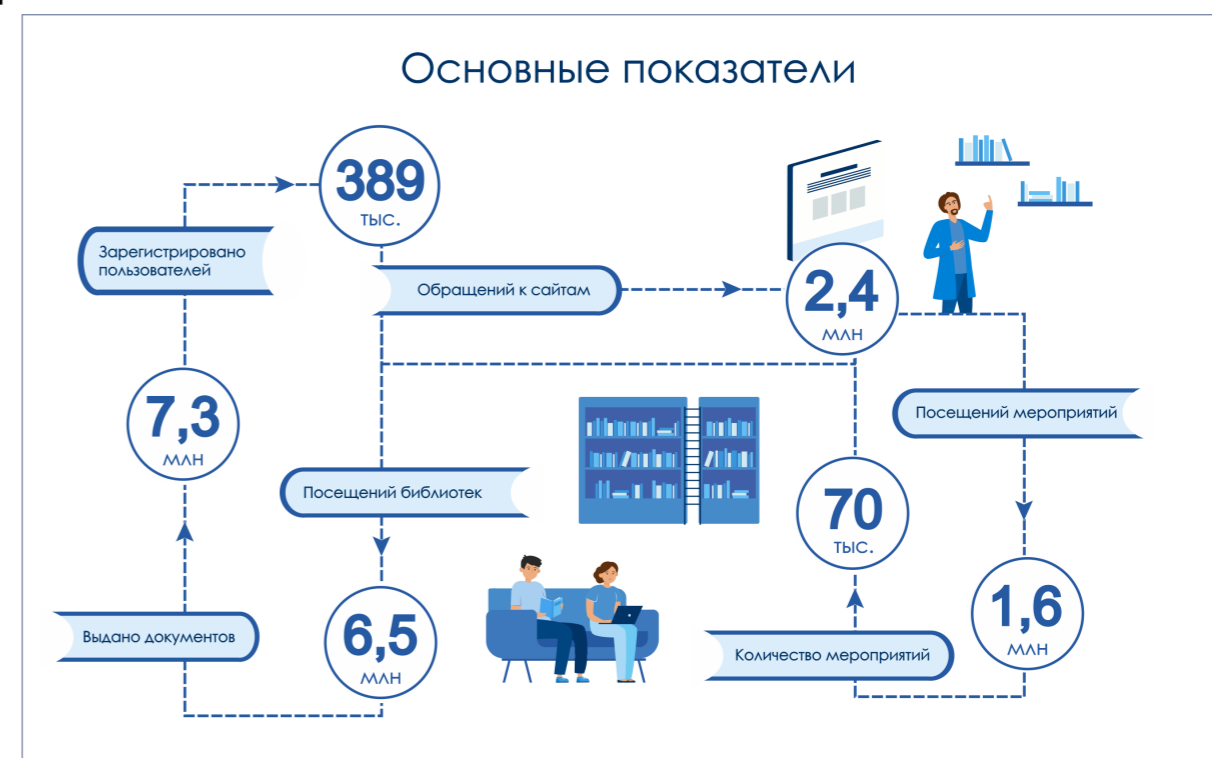 Основные показатели
389
тыс.
Зарегистрировано
пользователей
Обращений к сайтам
2,4
млн
7,3
млн
Посещений мероприятий
Посещений библиотек
70
тыс.
6,5
млн
1,6
млн
Выдано документов
Количество мероприятий